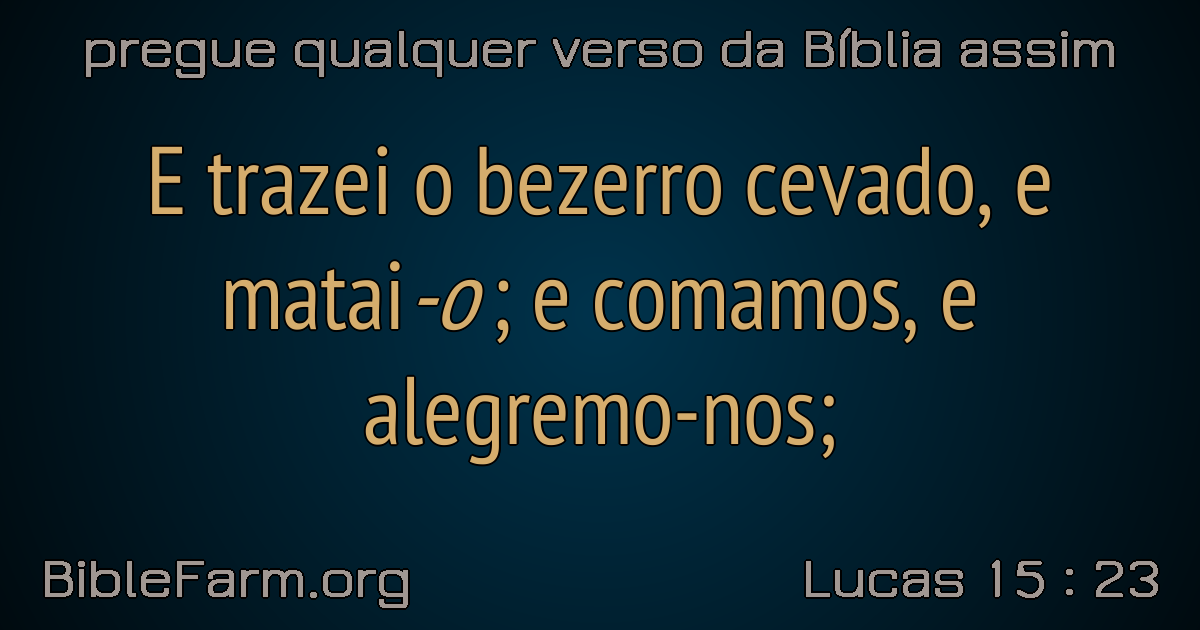 pregue qualquer verso da Bíblia assim
E trazei o bezerro cevado, e
matai-o; e comamos, e
alegremo-nos;
BibleFarm.org
Lucas 15 : 23